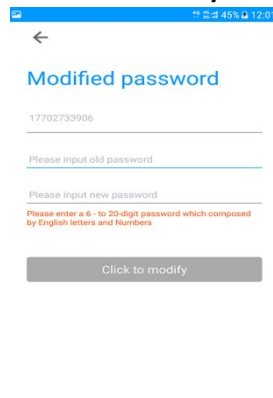 45% 12:01
Modified password
17702733906
Please input old password
Please input new password
Please enter a 6 - to 20-digit password which composed
by English letters and Numbers
Click to modify